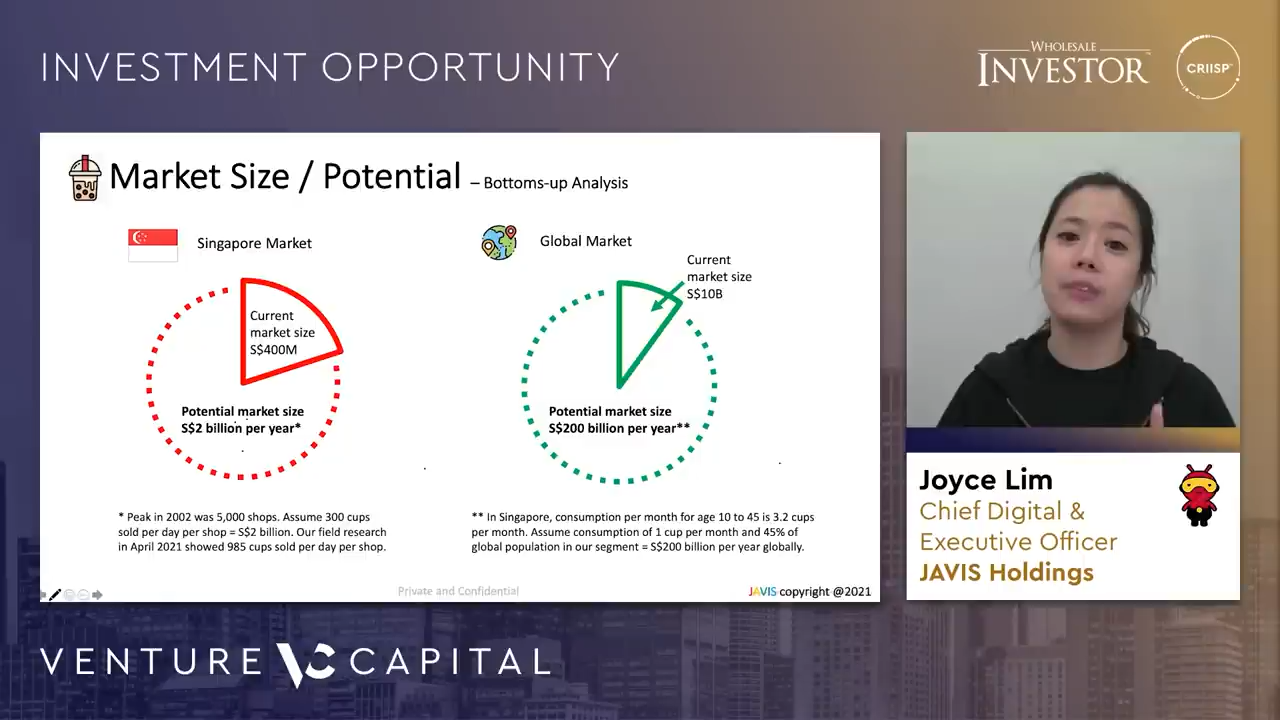 INVESTMENT OPPORTUNITY
WHOLESALE
INVESTOR
CRIISP
Market Size / Potential – Bottoms-up Analysis
Singapore Market
Current
market size
S$400M
Potential market size
S$2 billion per year*
Global Market
Current
market size
S$10B
Potential market size
S$200 billion per year**
* Peak in 2002 was 5,000 shops. Assume 300 cups
sold per day per shop = S$2 billion. Our field research
in April 2021 showed 985 cups sold per day per shop.
** In Singapore, consumption per month for age 10 to 45 is 3.2 cups
per month. Assume consumption of 1 cup per month and 45% of
global population in our segment = S$200 billion per year globally.
Private and Confidential
JAVIS copyright @2021
Joyce Lim
Chief Digital &
Executive Officer
JAVIS Holdings
VENTURE VC CAPITAL